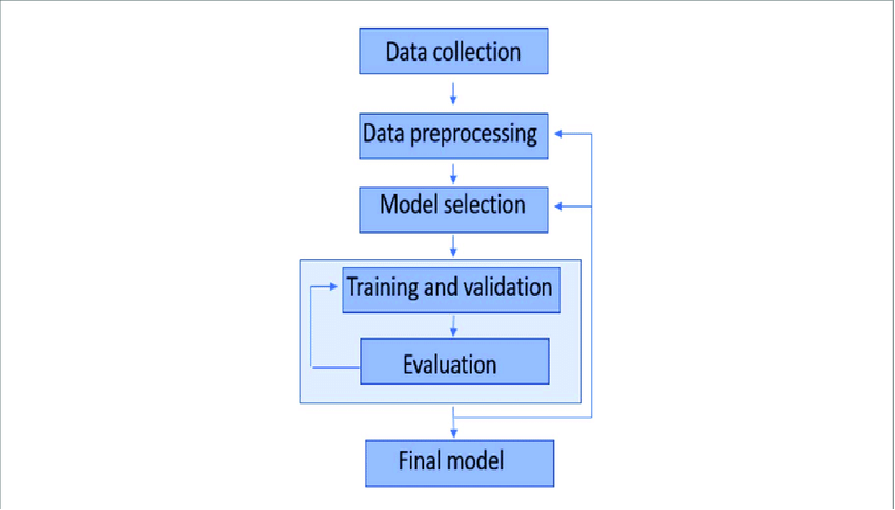 Data collection
Data preprocessing
Model selection
Training and validation
Evaluation
Final model